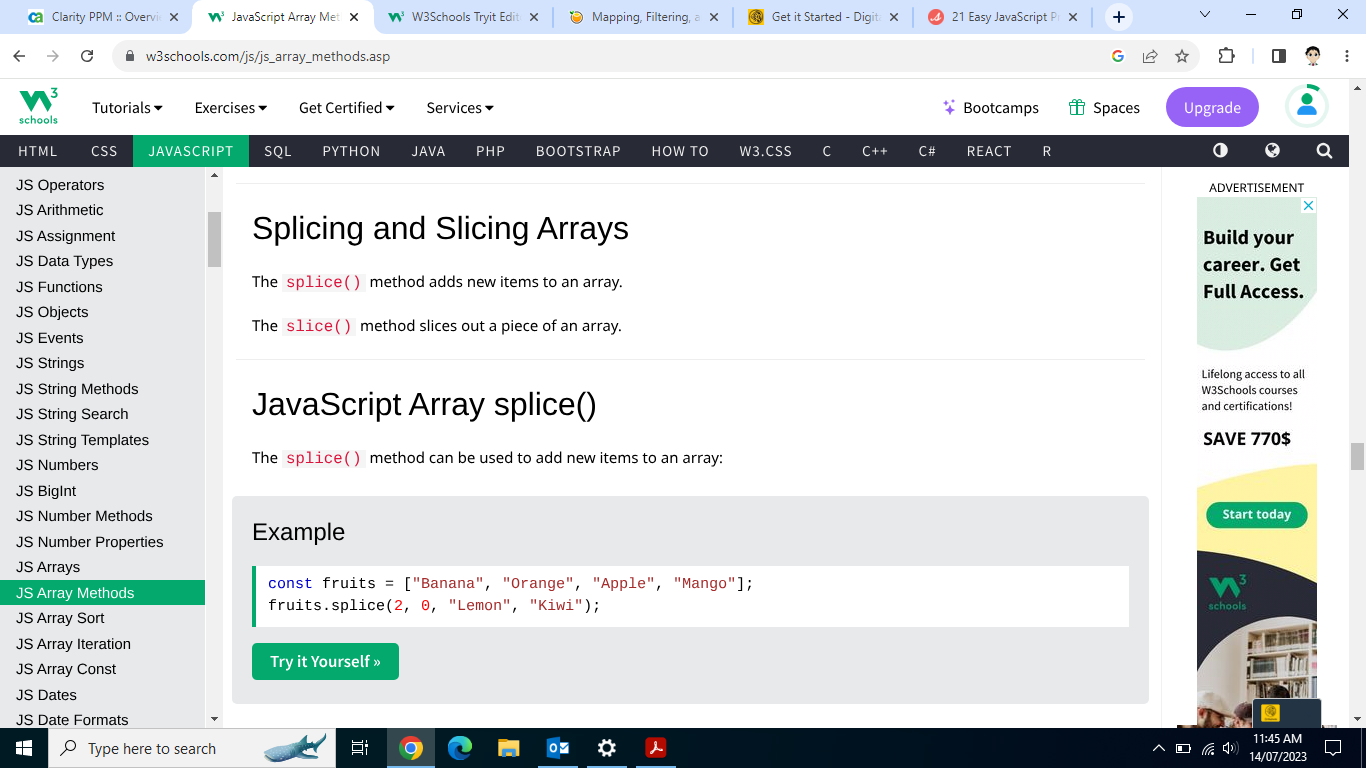 Clarity PPM :: Overvi
JavaScript Array Met
W3Schools Tryit Edit
Mapping, Filtering, a
Get it Started - Digit
21 Easy JavaScript P
w3schools.com/js/js_array_methods.asp
3
schools
Tutorials
Exercises
Get Certified
Services
Bootcamps
Spaces
Upgrade
HTML
CSS
JAVASCRIPT
SQL
PYTHON
JAVA
PHP
BOOTSTRAP
HOW TO
W3.CSS
C
C++
C#
REACT
R
JS Operators
JS Arithmetic
JS Assignment
JS Data Types
JS Functions
JS Objects
JS Events
JS Strings
JS String Methods
JS String Search
JS String Templates
JS Numbers
JS BigInt
JS Number Methods
JS Number Properties
JS Arrays
JS Array Methods
JS Array Sort
JS Array Iteration
JS Array Const
JS Dates
JS Date Formats
Splicing and Slicing Arrays
The splice() method adds new items to an array.
The slice() method slices out a piece of an array.
JavaScript Array splice()
The splice() method can be used to add new items to an array:
Example
const fruits = ["Banana", "Orange", "Apple", "Mango"];
fruits.splice(2, 0, "Lemon", "Kiwi");
Try it Yourself »
ADVERTISEMENT
Build your
career. Get
Full Access.
Lifelong access to all
W3Schools courses
and certifications!
SAVE 770$
Start today
3
schools
Type here to search
11:45 AM
14/07/2023